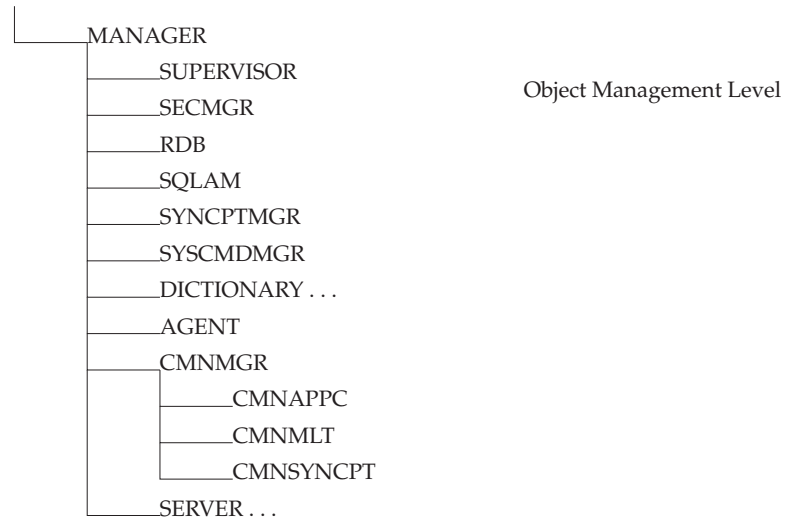 MANAGER
SUPERVISOR
Object Management Level
SECMGR
RDB
SQLAM
SYNCPTMGR
SYSCMDMGR
DICTIONARY . . .
AGENT
CMNMGR
CMNAPPC
CMNMLT
CMNSYNCPT
SERVER . . .